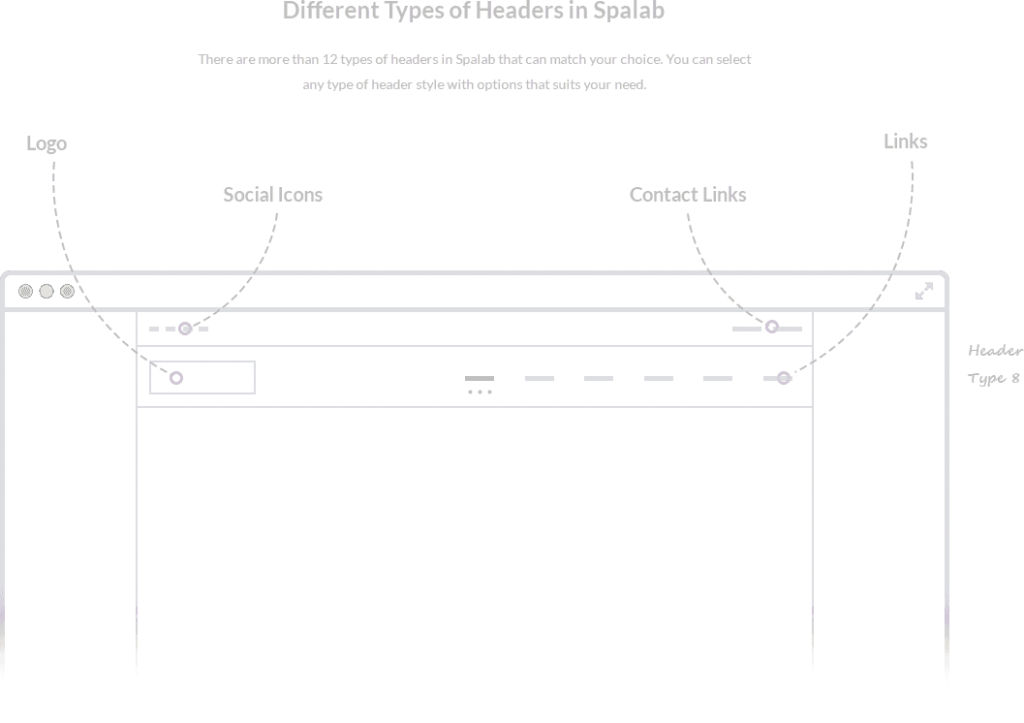 Different Types of Headers in Spalab
There are more than 12 types of headers in Spalab that can match your choice. You can select
any type of header style with options that suits your need.
Logo
Links
Social Icons
Contact Links
Header
Type 8